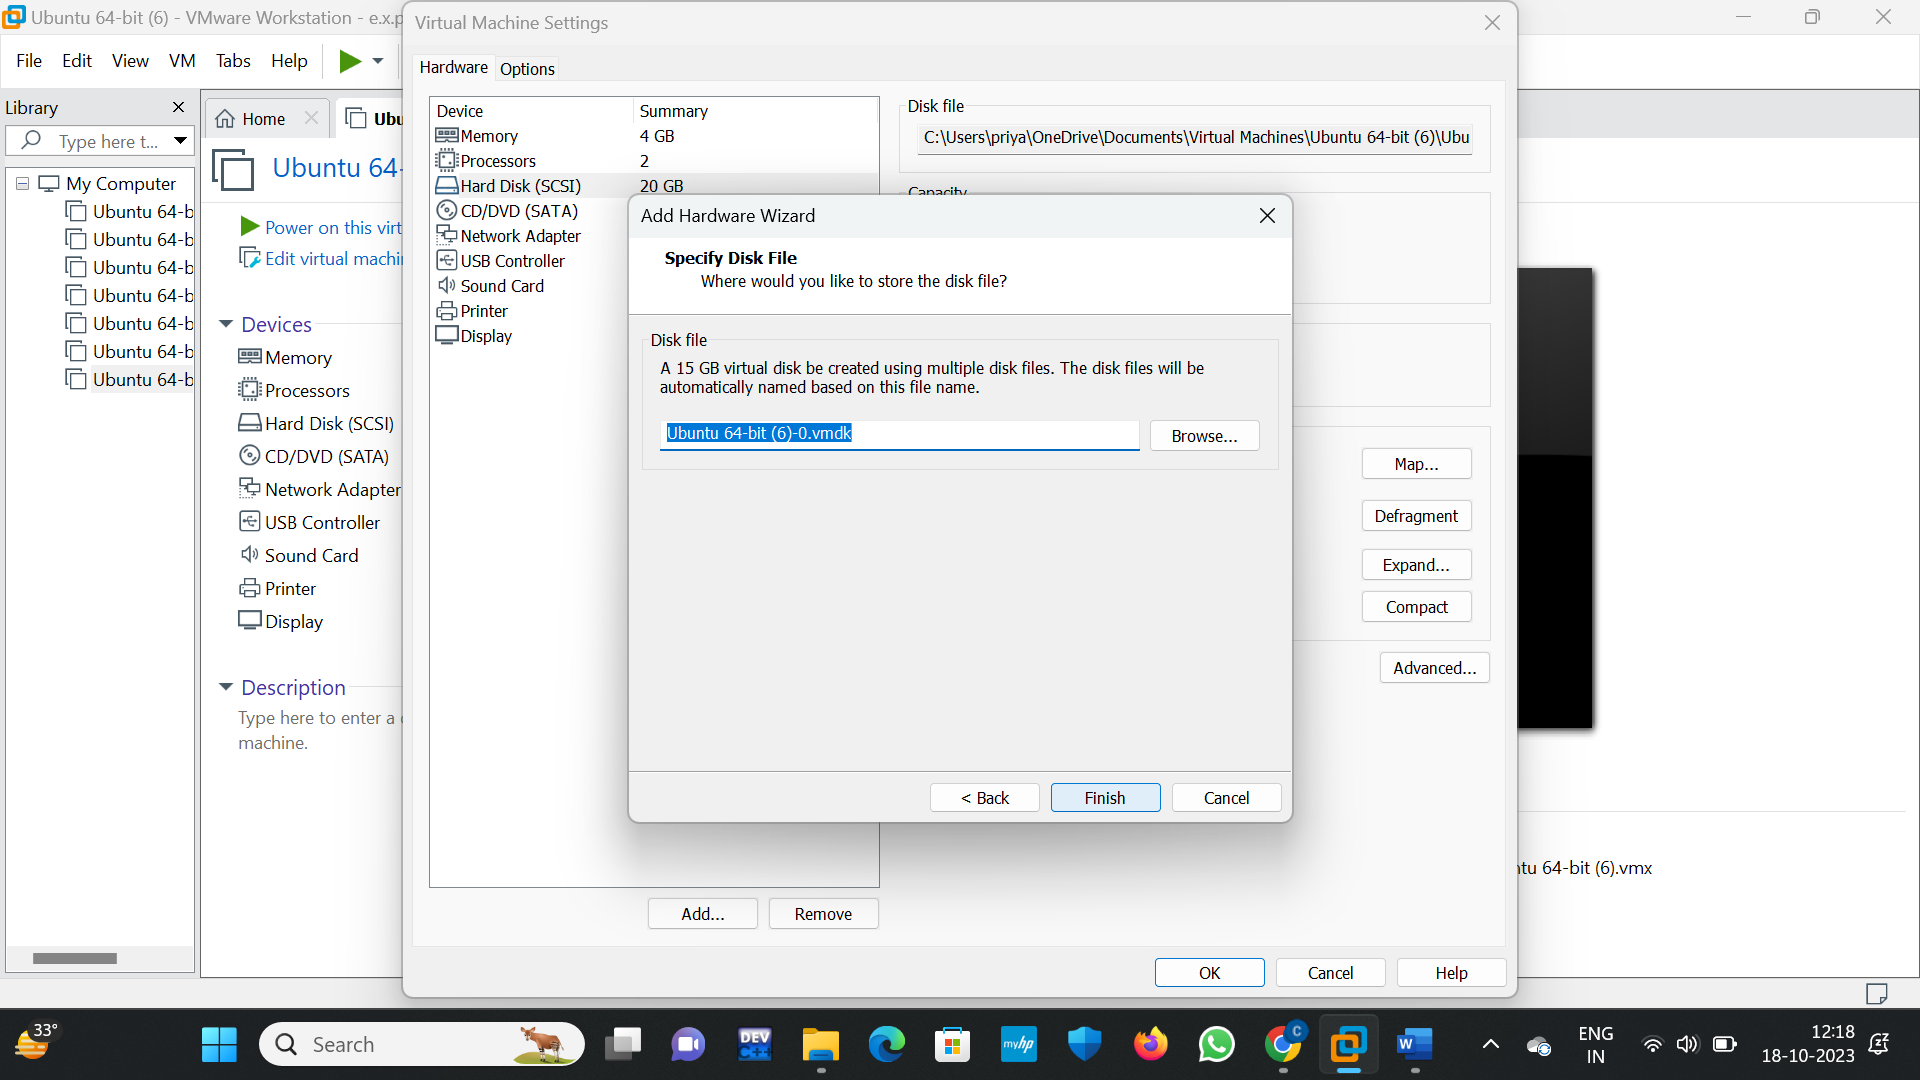 Ubuntu 64-bit (6) - VMware Workstation - e.x.p
File Edit View VM Tabs Help
Library
Type here t...
My Computer
Ubuntu 64-b
Ubuntu 64-b
Ubuntu 64-b
Ubuntu 64-b
Ubuntu 64-b
Ubuntu 64-b
Ubuntu 64-b
Home
Ubu
Ubuntu 64-
Power on this virt
Edit virtual machi
Devices
Memory
Processors
Hard Disk (SCSI)
CD/DVD (SATA)
Network Adapter
USB Controller
Sound Card
Printer
Display
Description
Type here to enter a
machine.
Virtual Machine Settings
Hardware Options
Device Summary
Memory 4 GB
Processors 2
Hard Disk (SCSI) 20 GB
CD/DVD (SATA)
Network Adapter
USB Controller
Sound Card
Printer
Display
Add... Remove
Disk file
C:\Users\priya\OneDrive\Documents\Virtual Machines\Ubuntu 64-bit (6)\Ubu
Capacity
Map...
Defragment
Expand...
Compact
Advanced...
OK Cancel Help
Add Hardware Wizard
Specify Disk File
Where would you like to store the disk file?
Disk file
A 15 GB virtual disk be created using multiple disk files. The disk files will be
automatically named based on this file name.
Ubuntu 64-bit (6)-0.vmdk
Browse...
< Back Finish Cancel
tu 64-bit (6).vmx
33°
Search
DEV
C++
myhp
C
W
ENG
IN
12:18
18-10-2023